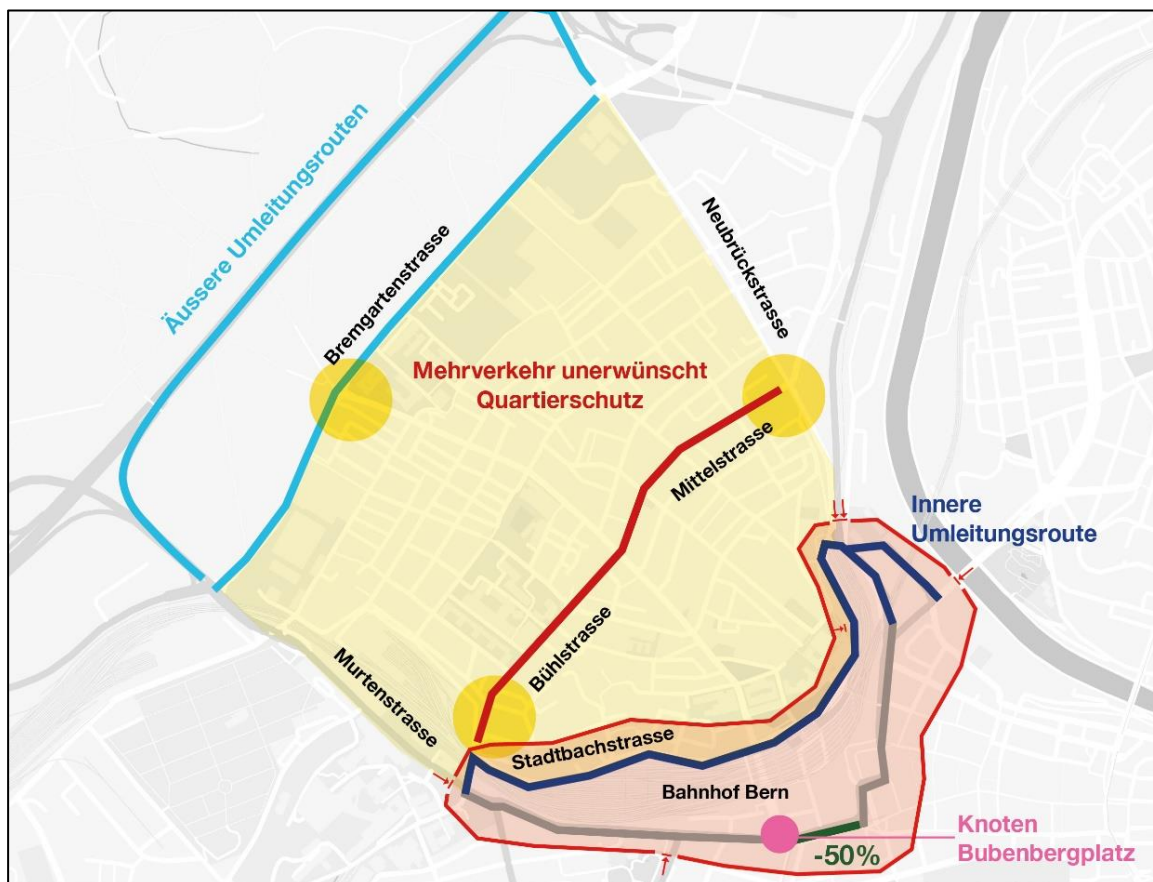 Äussere Umleitungsrouten
Bremgartenstrasse
Neubrückstrasse
Mehrverkehr unerwünscht
Quartierschutz
Mittelstrasse
Innere
Umleitungsroute
Bühlstrasse
Murtenstrasse
Stadtbachstrasse
Bahnhof Bern
Knoten
Bubenbergplatz
-50%